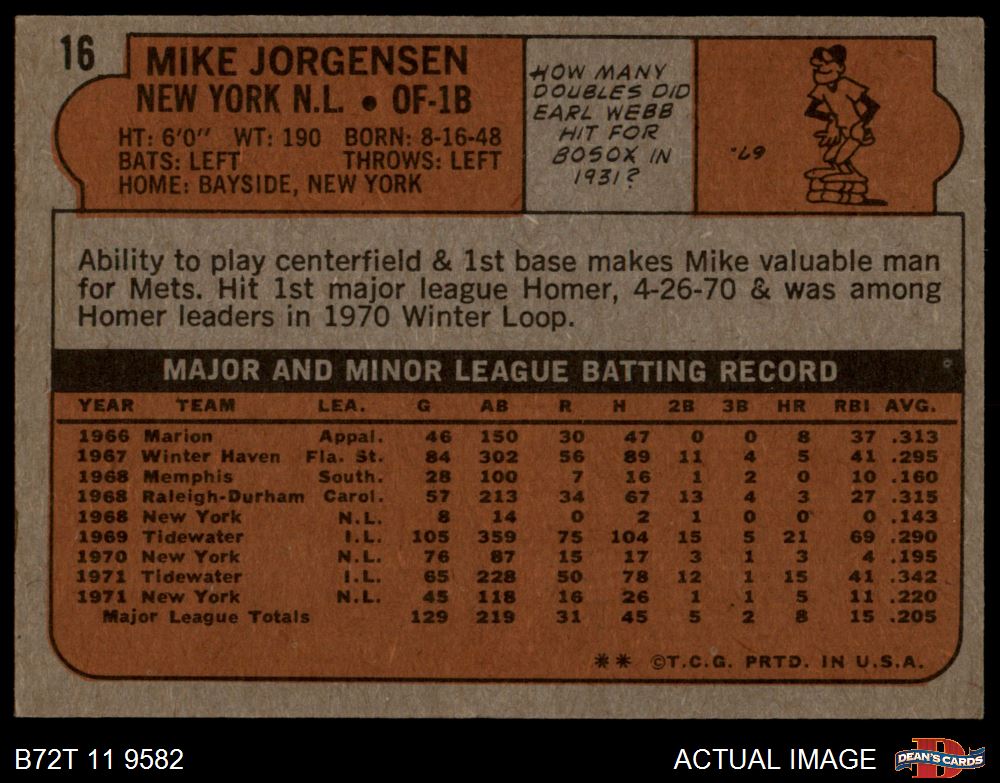 16
MIKE JORGENSEN
NEW YORK N.L. • OF-1B
HT: 6'0" WT: 190 BORN: 8-16-48
BATS: LEFT THROWS: LEFT
HOME: BAYSIDE, NEW YORK
HOW MANY
DOUBLES DID
EARL WEBB
HIT FOR
BOSOX IN
1931?
•67
Ability to play centerfield & 1st base makes Mike valuable man
for Mets. Hit 1st major league Homer, 4-26-70 & was among
Homer leaders in 1970 Winter Loop.
MAJOR AND MINOR LEAGUE BATTING RECORD
YEAR TEAM LEA. G AB R H 2B 3B HR RBI AVG.
1966 Marion Appal. 46 150 30 47 0 0 8 37 .313
1967 Winter Haven Fla. St. 84 302 56 89 11 4 5 41 .295
1968 Memphis South. 28 100 7 16 1 2 0 10 .160
1968 Raleigh-Durham Carol. 57 213 34 67 13 4 3 27 .315
1968 New York N.L. 8 14 0 2 1 0 0 0 .143
1969 Tidewater I.L. 105 359 75 104 15 5 21 69 .290
1970 New York N.L. 76 87 15 17 3 1 3 4 .195
1971 Tidewater I.L. 65 228 50 78 12 1 15 41 .342
1971 New York N.L. 45 118 16 26 1 1 5 11 .220
Major League Totals 129 219 31 45 5 2 8 15 .205
** ©T.C.G. PRTD. IN U.S.A.
B72T 11 9582
ACTUAL IMAGE
D
DEAN'S CARDS